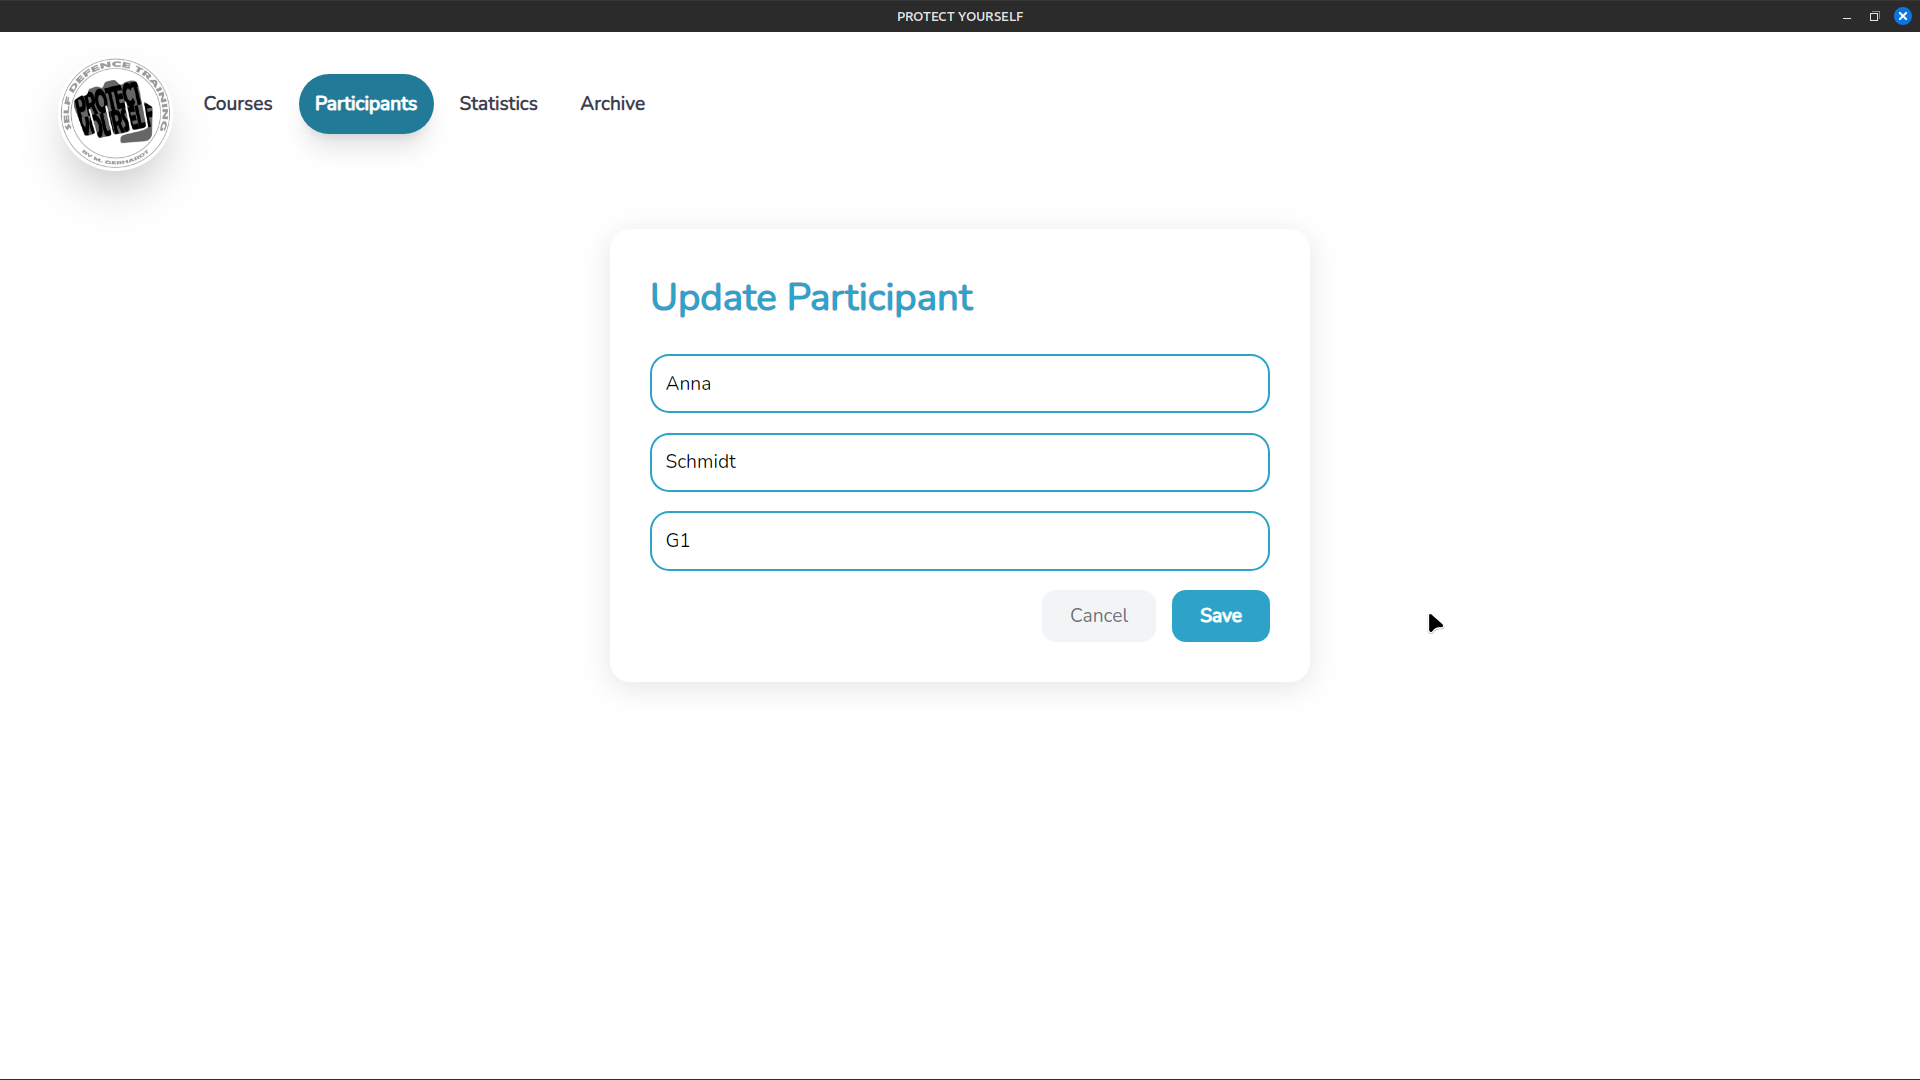 PROTECT YOURSELF
SELF DEFENCE TRAINING
PROTECT
YOURSELF
BY M. GEBHARDT
Courses
Participants
Statistics
Archive
Update Participant
Anna
Schmidt
G1
Cancel
Save